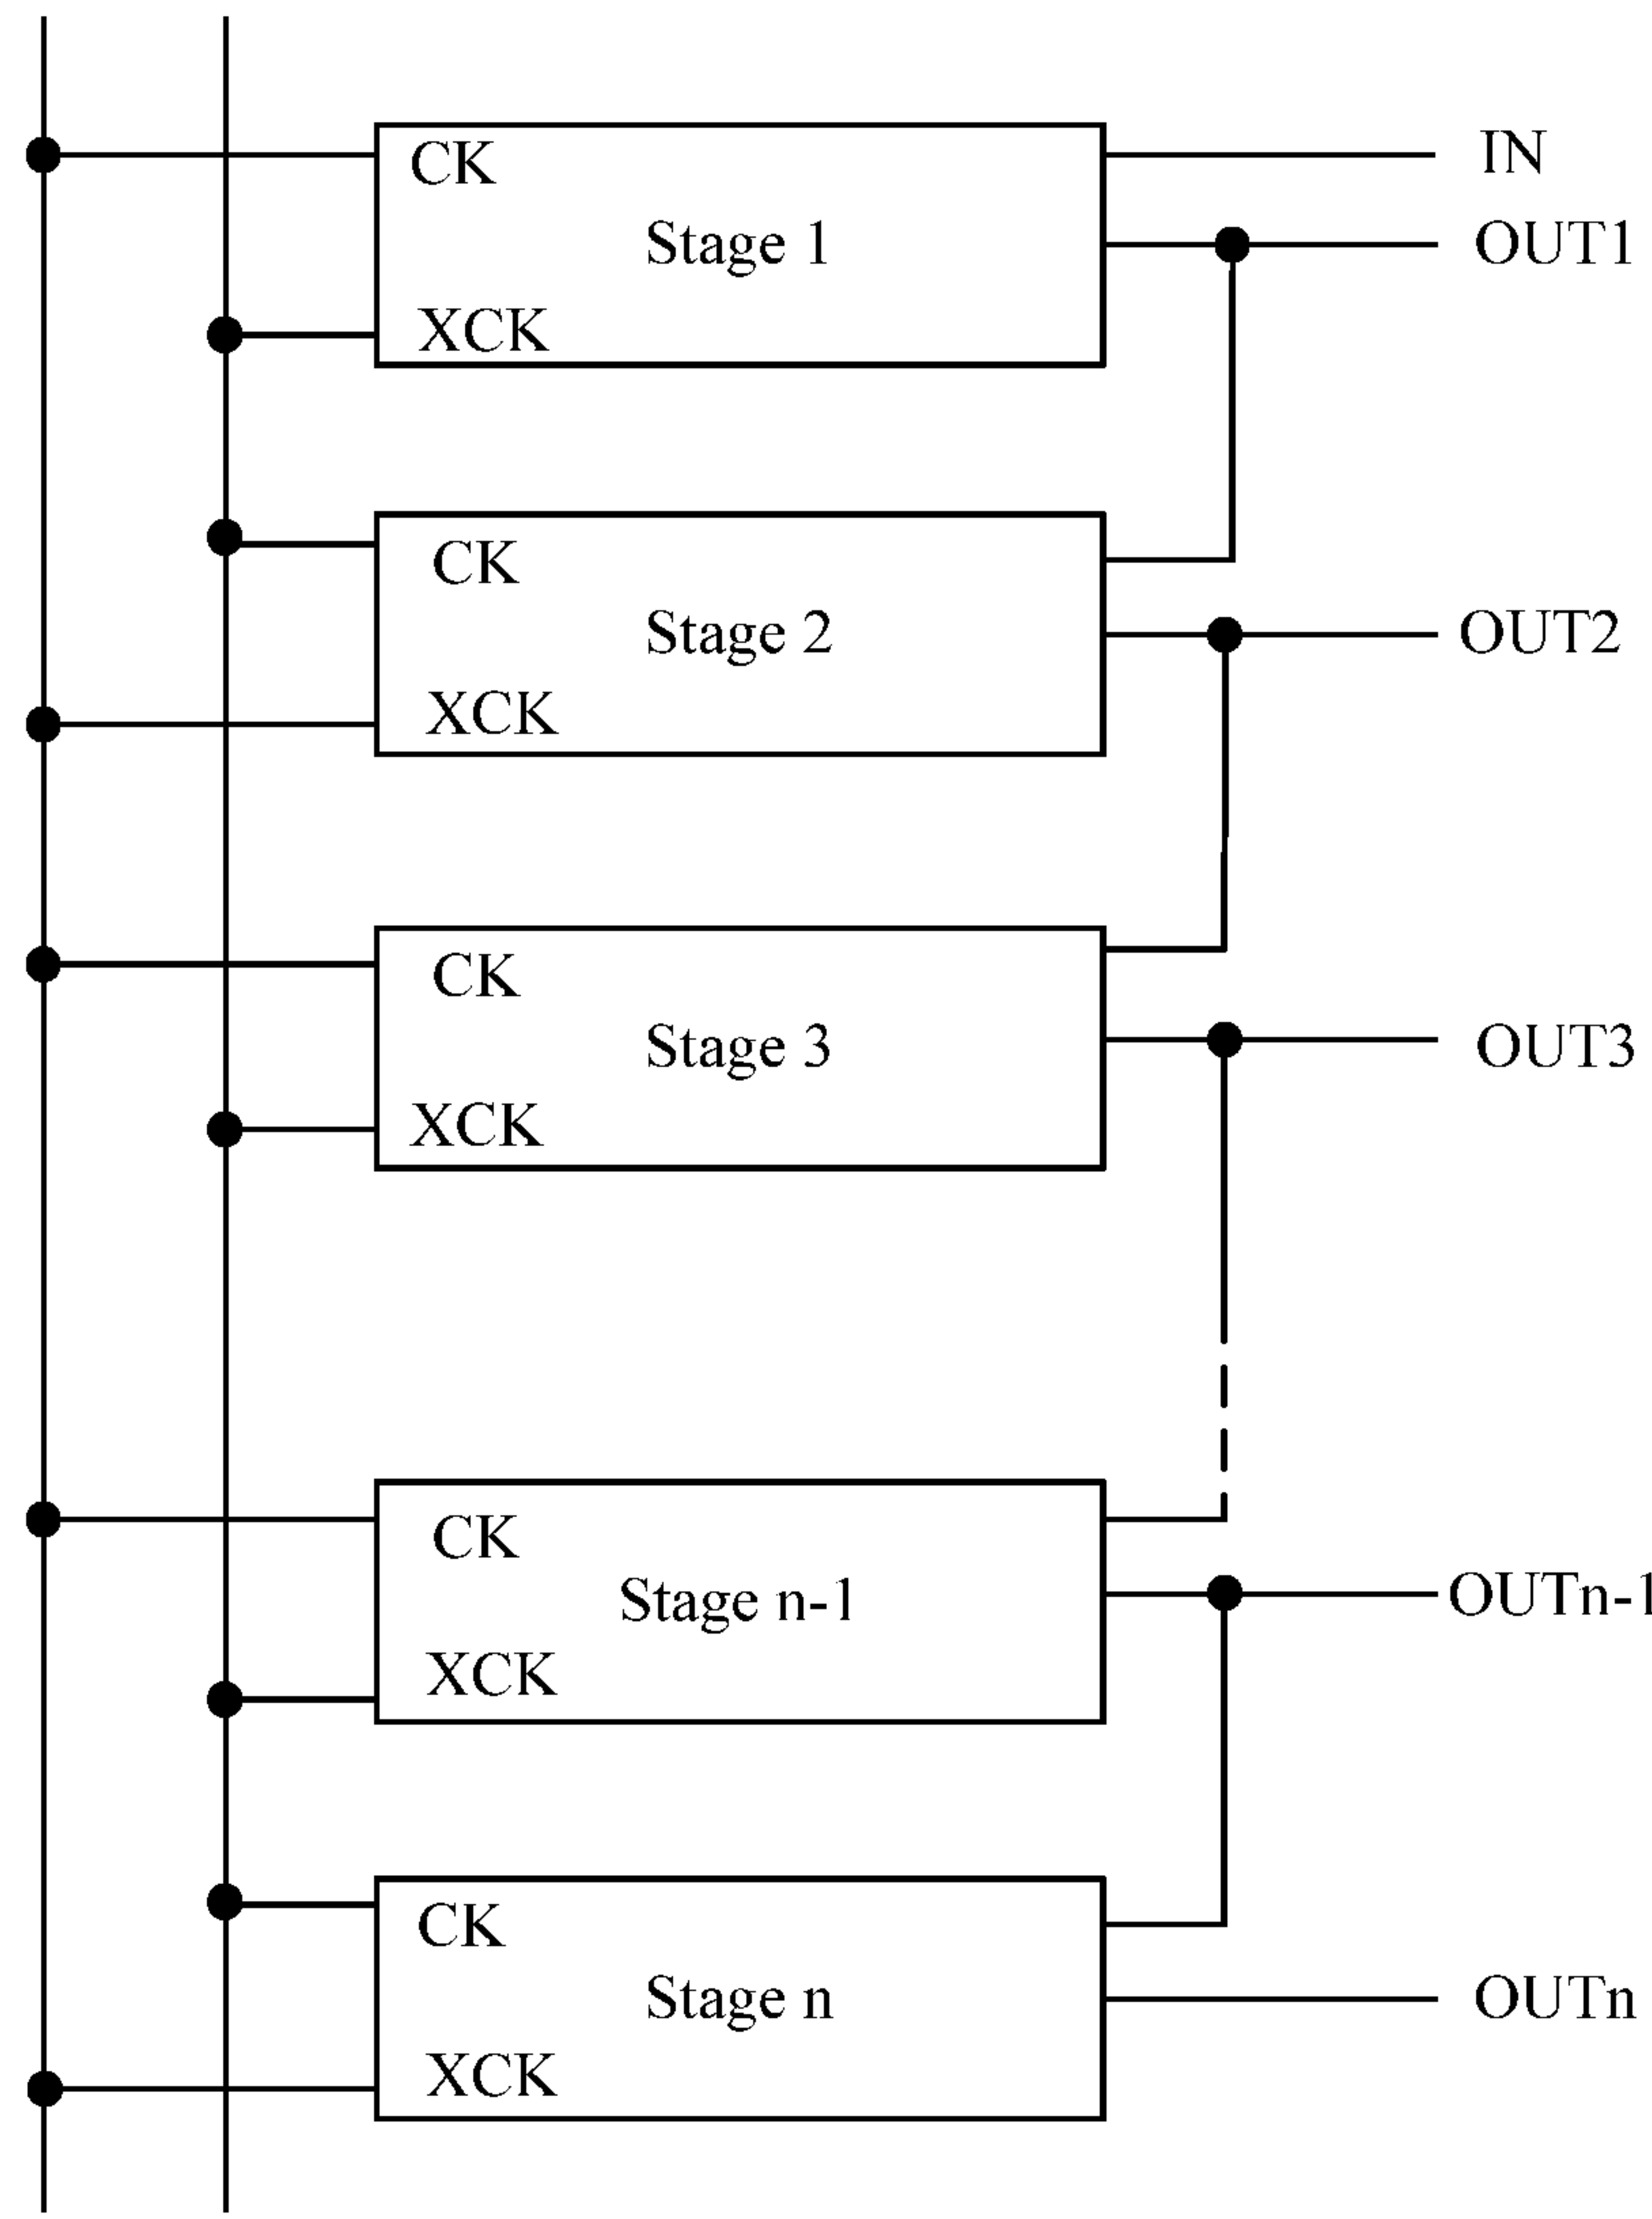 CK
IN
Stage 1
OUT1
XCK
CK
Stage 2
OUT2
XCK
CK
Stage 3
OUT3
XCK
CK
Stage n-1
OUTn-1
XCK
CK
Stage n
OUTn
XCK